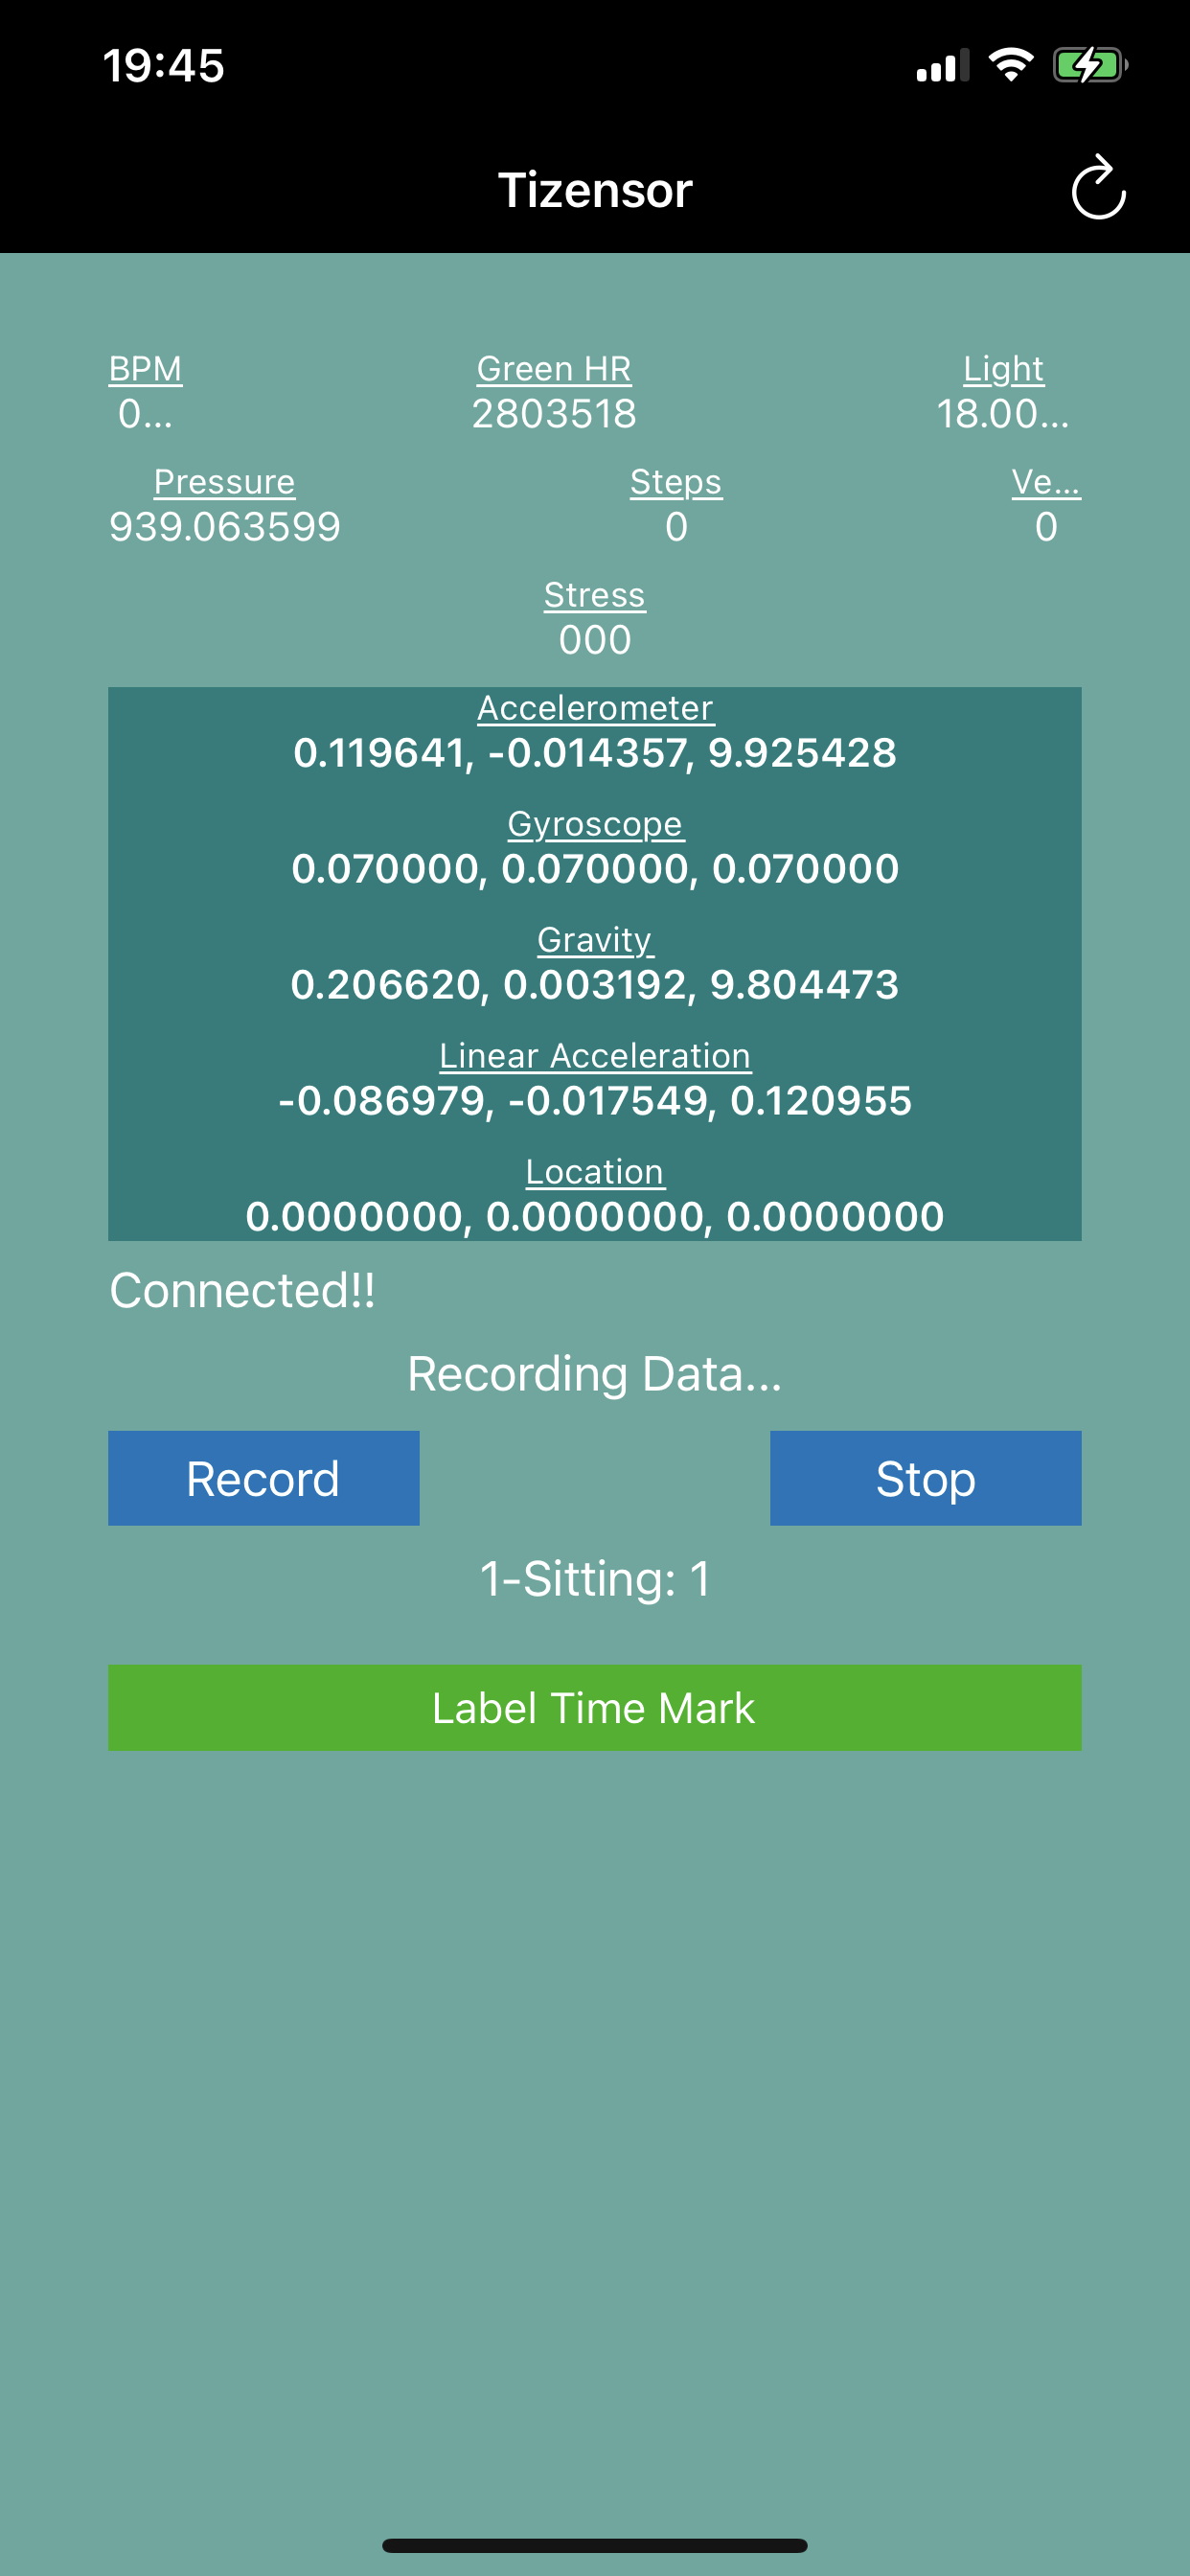 19:45
Tizensor
BPM Green HR Light
0... 2803518 18.00...
Pressure Steps Ve...
939.063599 0 0
Stress
000
Accelerometer
0.119641, -0.014357, 9.925428
Gyroscope
0.070000, 0.070000, 0.070000
Gravity
0.206620, 0.003192, 9.804473
Linear Acceleration
-0.086979, -0.017549, 0.120955
Location
0.0000000, 0.0000000, 0.0000000
Connected!!
Recording Data...
Record Stop
1-Sitting: 1
Label Time Mark